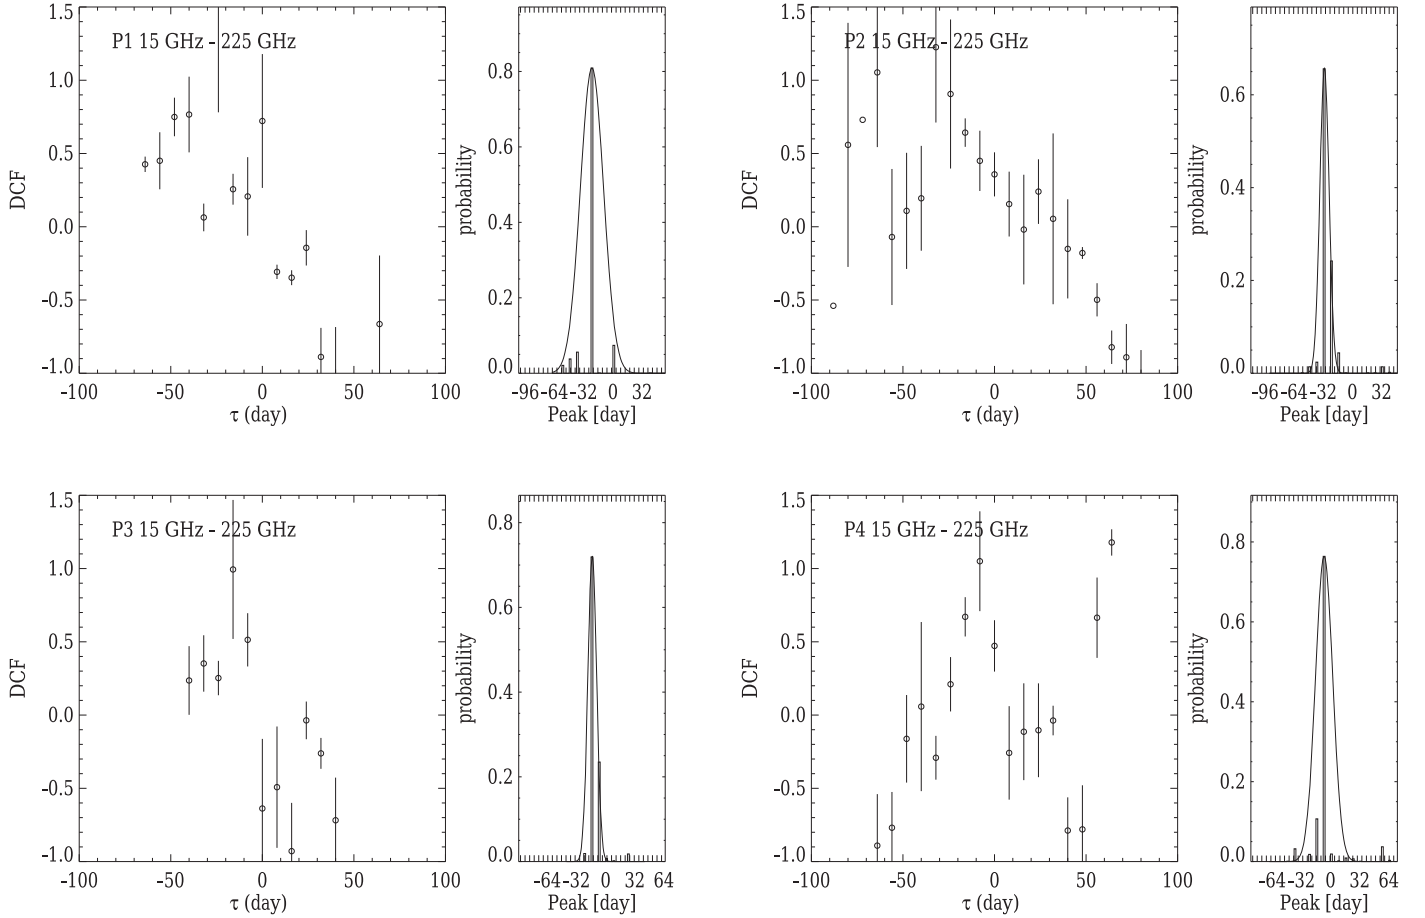 P1 15 GHz – 225 GHz
DCF
1.5
1.0
0.5
0.0
–0.5
–1.0
–100 –50 0 50 100
τ (day)
probability
0.8
0.6
0.4
0.2
0.0
–96–64–32 0 32
Peak [day]
P2 15 GHz – 225 GHz
DCF
1.5
1.0
0.5
0.0
–0.5
–1.0
–100 –50 0 50 100
τ (day)
probability
0.6
0.4
0.2
0.0
–96–64–32 0 32
Peak [day]
P3 15 GHz – 225 GHz
DCF
1.5
1.0
0.5
0.0
–0.5
–1.0
–100 –50 0 50 100
τ (day)
probability
0.8
0.6
0.4
0.2
0.0
–64–32 0 32 64
Peak [day]
P4 15 GHz – 225 GHz
DCF
1.5
1.0
0.5
0.0
–0.5
–1.0
–100 –50 0 50 100
τ (day)
probability
0.8
0.6
0.4
0.2
0.0
–64–32 0 32 64
Peak [day]